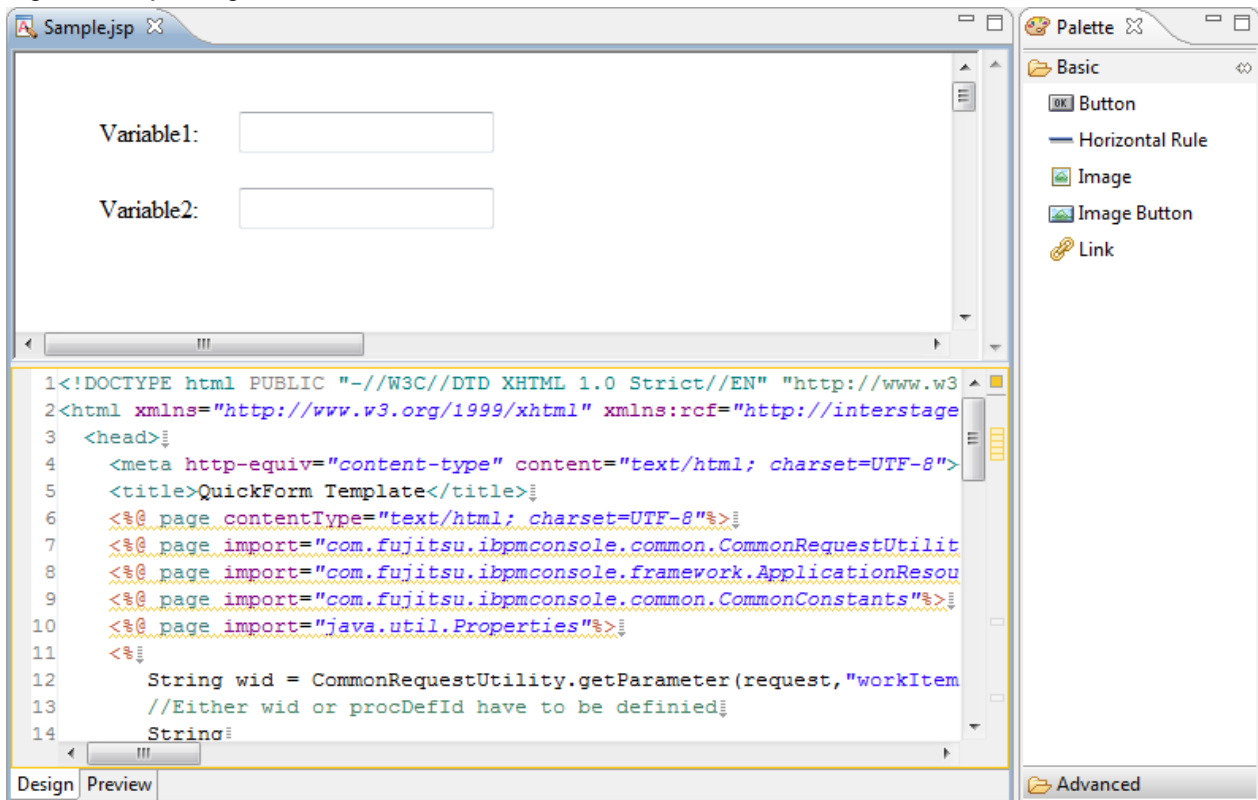 Sample.jsp
Variable1:
Variable2:
1<!DOCTYPE html PUBLIC "-//W3C//DTD XHTML 1.0 Strict//EN" "http://www.w3
2<html xmlns="http://www.w3.org/1999/xhtml" xmlns:rcf="http://interstage
3 <head>
4 <meta http-equiv="content-type" content="text/html; charset=UTF-8">
5 <title>QuickForm Template</title>
6 <%@ page contentType="text/html; charset=UTF-8"%>
7 <%@ page import="com.fujitsu.ibpmconsole.common.CommonRequestUtilit
8 <%@ page import="com.fujitsu.ibpmconsole.framework.ApplicationResou
9 <%@ page import="com.fujitsu.ibpmconsole.common.CommonConstants"%>
10 <%@ page import="java.util.Properties"%>
11 <%
12 String wid = CommonRequestUtility.getParameter(request,"workItem
13 //Either wid or procDefId have to be definied
14 String
Design Preview
Palette
Basic
OK Button
Horizontal Rule
Image
Image Button
Link
Advanced